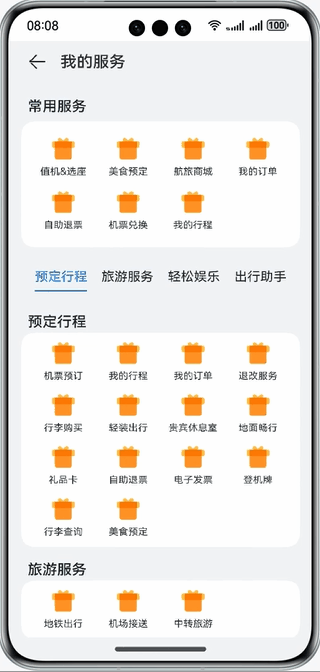 08:08 100
我的服务
常用服务
值机&选座 美食预定 航旅商城 我的订单
自助退票 机票兑换 我的行程
预定行程 旅游服务 轻松娱乐 出行助手
预定行程
机票预订 我的行程 我的订单 退改服务
行李购买 轻装出行 贵宾休息室 地面畅行
礼品卡 自助退票 电子发票 登机牌
行李查询 美食预定
旅游服务
地铁出行 机场接送 中转旅游